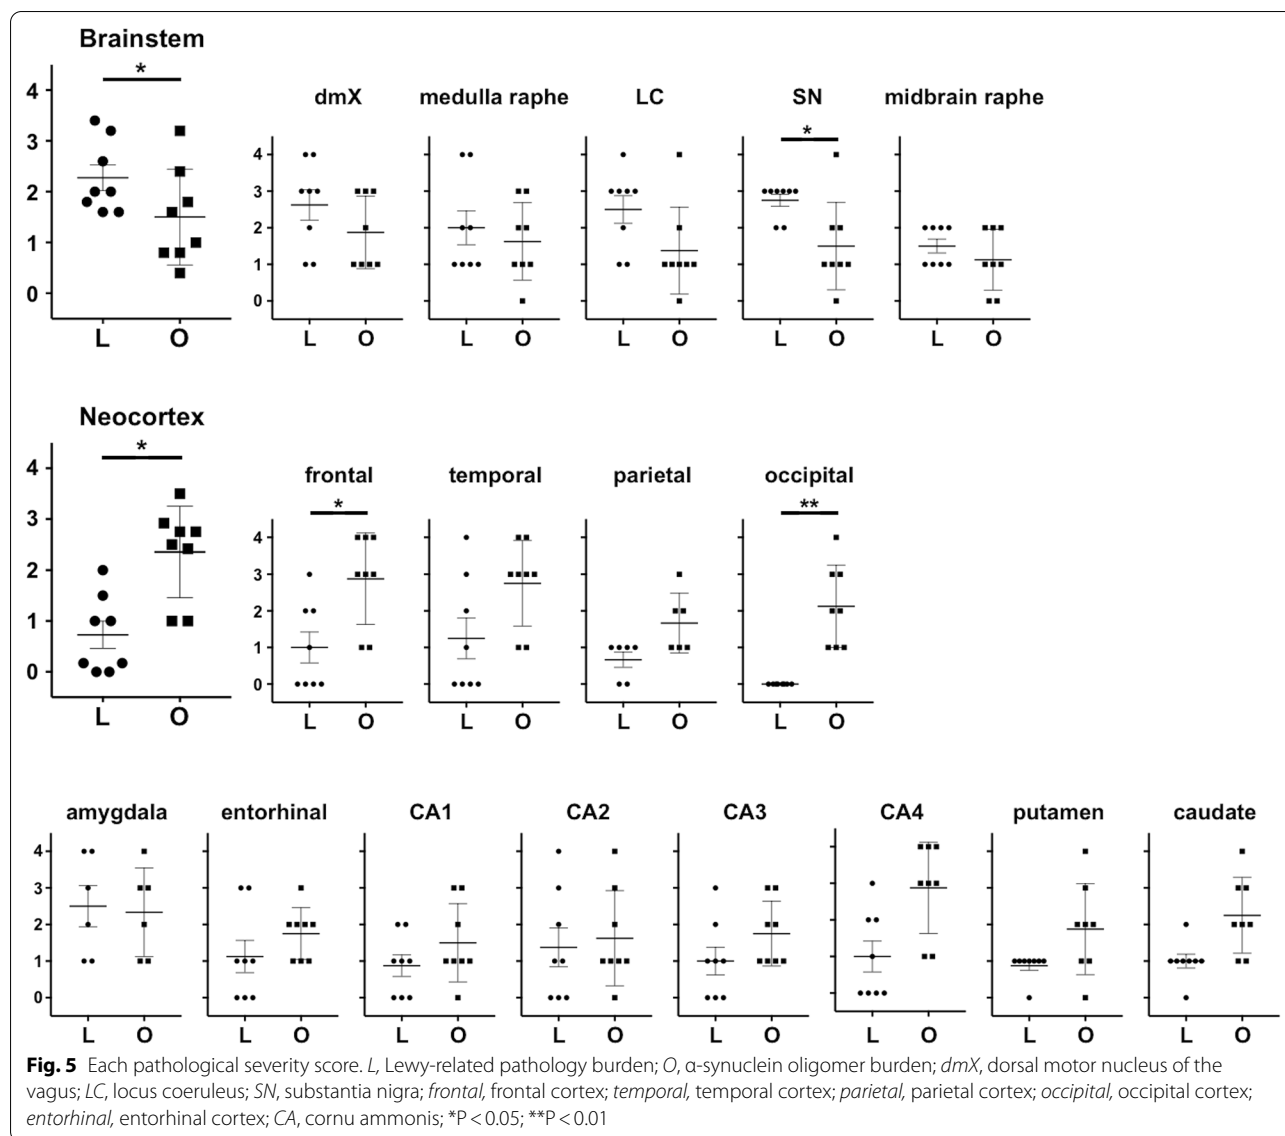 Brainstem
*
4
3
2
1
0
L O
dmX medulla raphe LC SN midbrain raphe
*
4
3
2
1
0
L O L O L O L O L O
Neocortex
*
4
3
2
1
0
L O
frontal temporal parietal occipital
* **
4
3
2
1
0
L O L O L O L O
amygdala entorhinal CA1 CA2 CA3 CA4 putamen caudate
4
3
2
1
0
L O L O L O L O L O L O L O L O
Fig. 5 Each pathological severity score. L, Lewy-related pathology burden; O, α-synuclein oligomer burden; dmX, dorsal motor nucleus of the
vagus; LC, locus coeruleus; SN, substantia nigra; frontal, frontal cortex; temporal, temporal cortex; parietal, parietal cortex; occipital, occipital cortex;
entorhinal, entorhinal cortex; CA, cornu ammonis; *P < 0.05; **P < 0.01